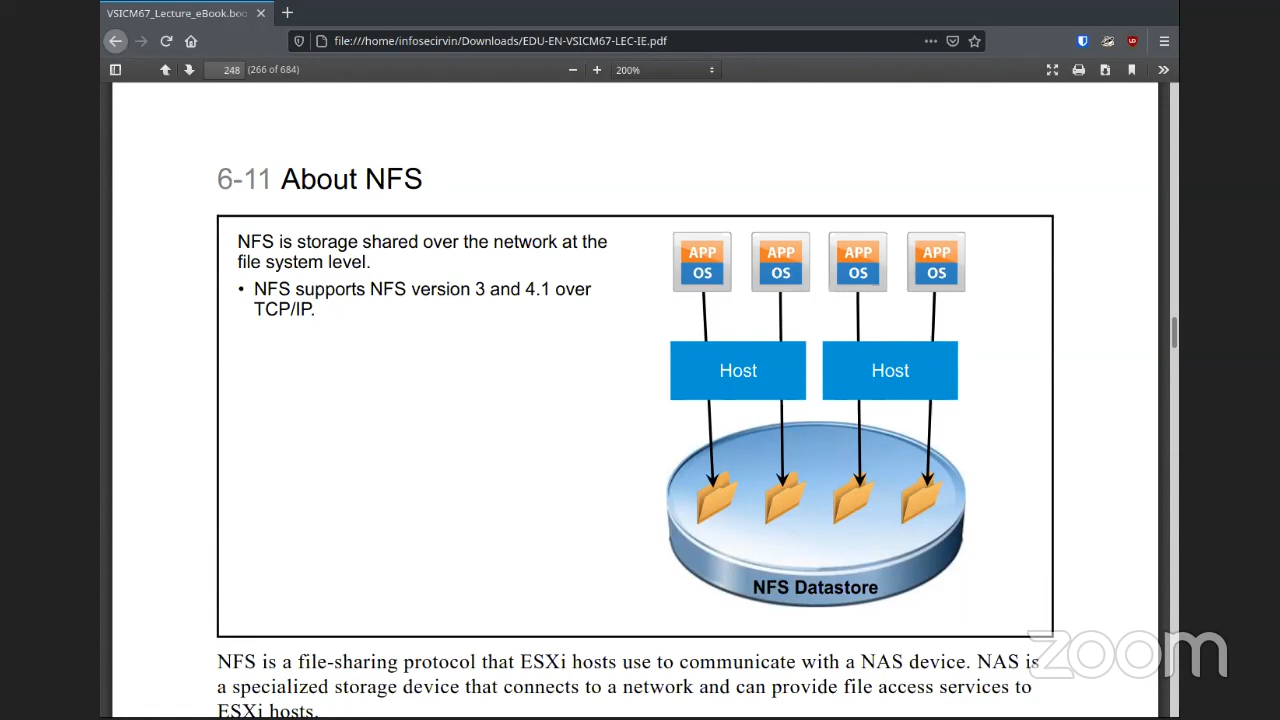 VSICM67_Lecture_eBook.boo
file:///home/infosecirvin/Downloads/EDU-EN-VSICM67-LEC-IE.pdf
248 (266 of 684)
200%
6-11 About NFS
NFS is storage shared over the network at the
file system level.
• NFS supports NFS version 3 and 4.1 over
TCP/IP.
APP APP APP APP
OS OS OS OS
Host Host
NFS Datastore
NFS is a file-sharing protocol that ESXi hosts use to communicate with a NAS device. NAS is
a specialized storage device that connects to a network and can provide file access services to
ESXi hosts.
zoom